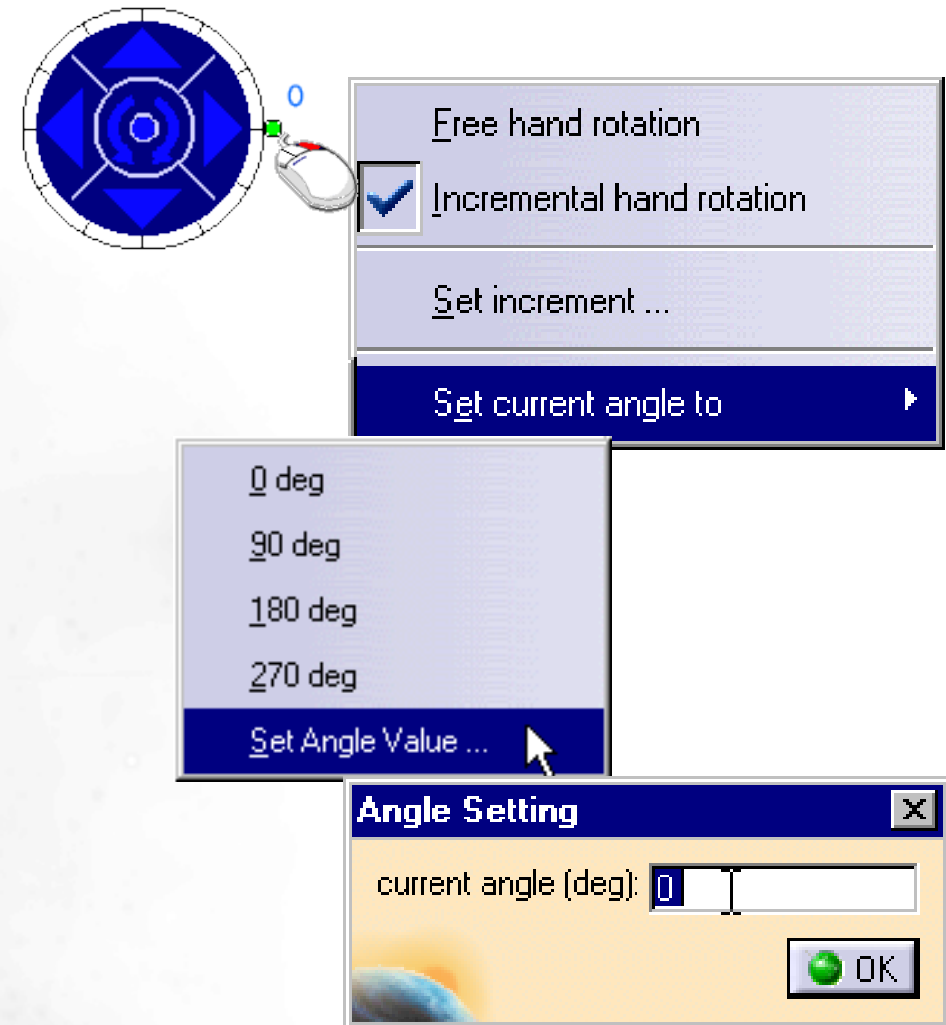 0
Free hand rotation
Incremental hand rotation
Set increment ...
Set current angle to
0 deg
90 deg
180 deg
270 deg
Set Angle Value ...
Angle Setting
current angle (deg): 0
OK